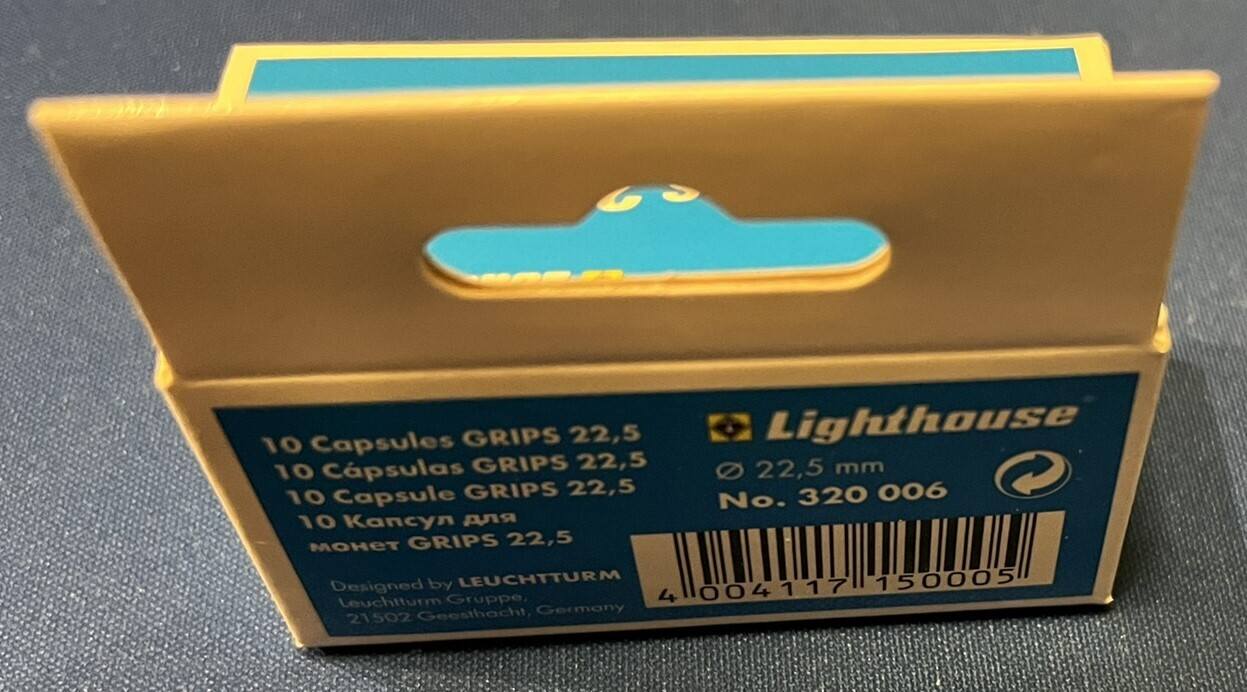 10 Capsules GRIPS 22,5
10 Cápsulas GRIPS 22,5
10 Capsule GRIPS 22,5
10 Капсул для
монет GRIPS 22,5
Designed by LEUCHTTURM
Leuchtturm Gruppe,
21502 Geesthacht, Germany
Lighthouse
Ø 22,5 mm
No. 320 006
4 004117 150005